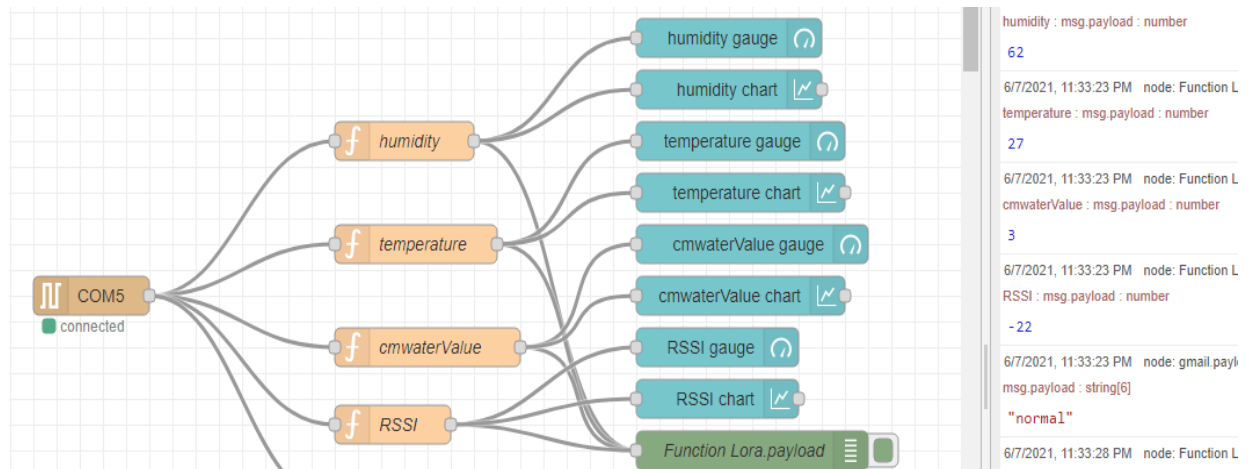 humidity gauge
humidity chart
humidity
temperature gauge
temperature chart
temperature
cmwaterValue gauge
COM5
connected
cmwaterValue chart
cmwaterValue
RSSI gauge
RSSI chart
RSSI
Function Lora.payload
humidity : msg.payload : number
62
6/7/2021, 11:33:23 PM node: Function L
temperature : msg.payload : number
27
6/7/2021, 11:33:23 PM node: Function L
cmwaterValue : msg.payload : number
3
6/7/2021, 11:33:23 PM node: Function L
RSSI : msg.payload : number
-22
6/7/2021, 11:33:23 PM node: gmail.paylo
msg.payload : string[6]
"normal"
6/7/2021, 11:33:28 PM node: Function L